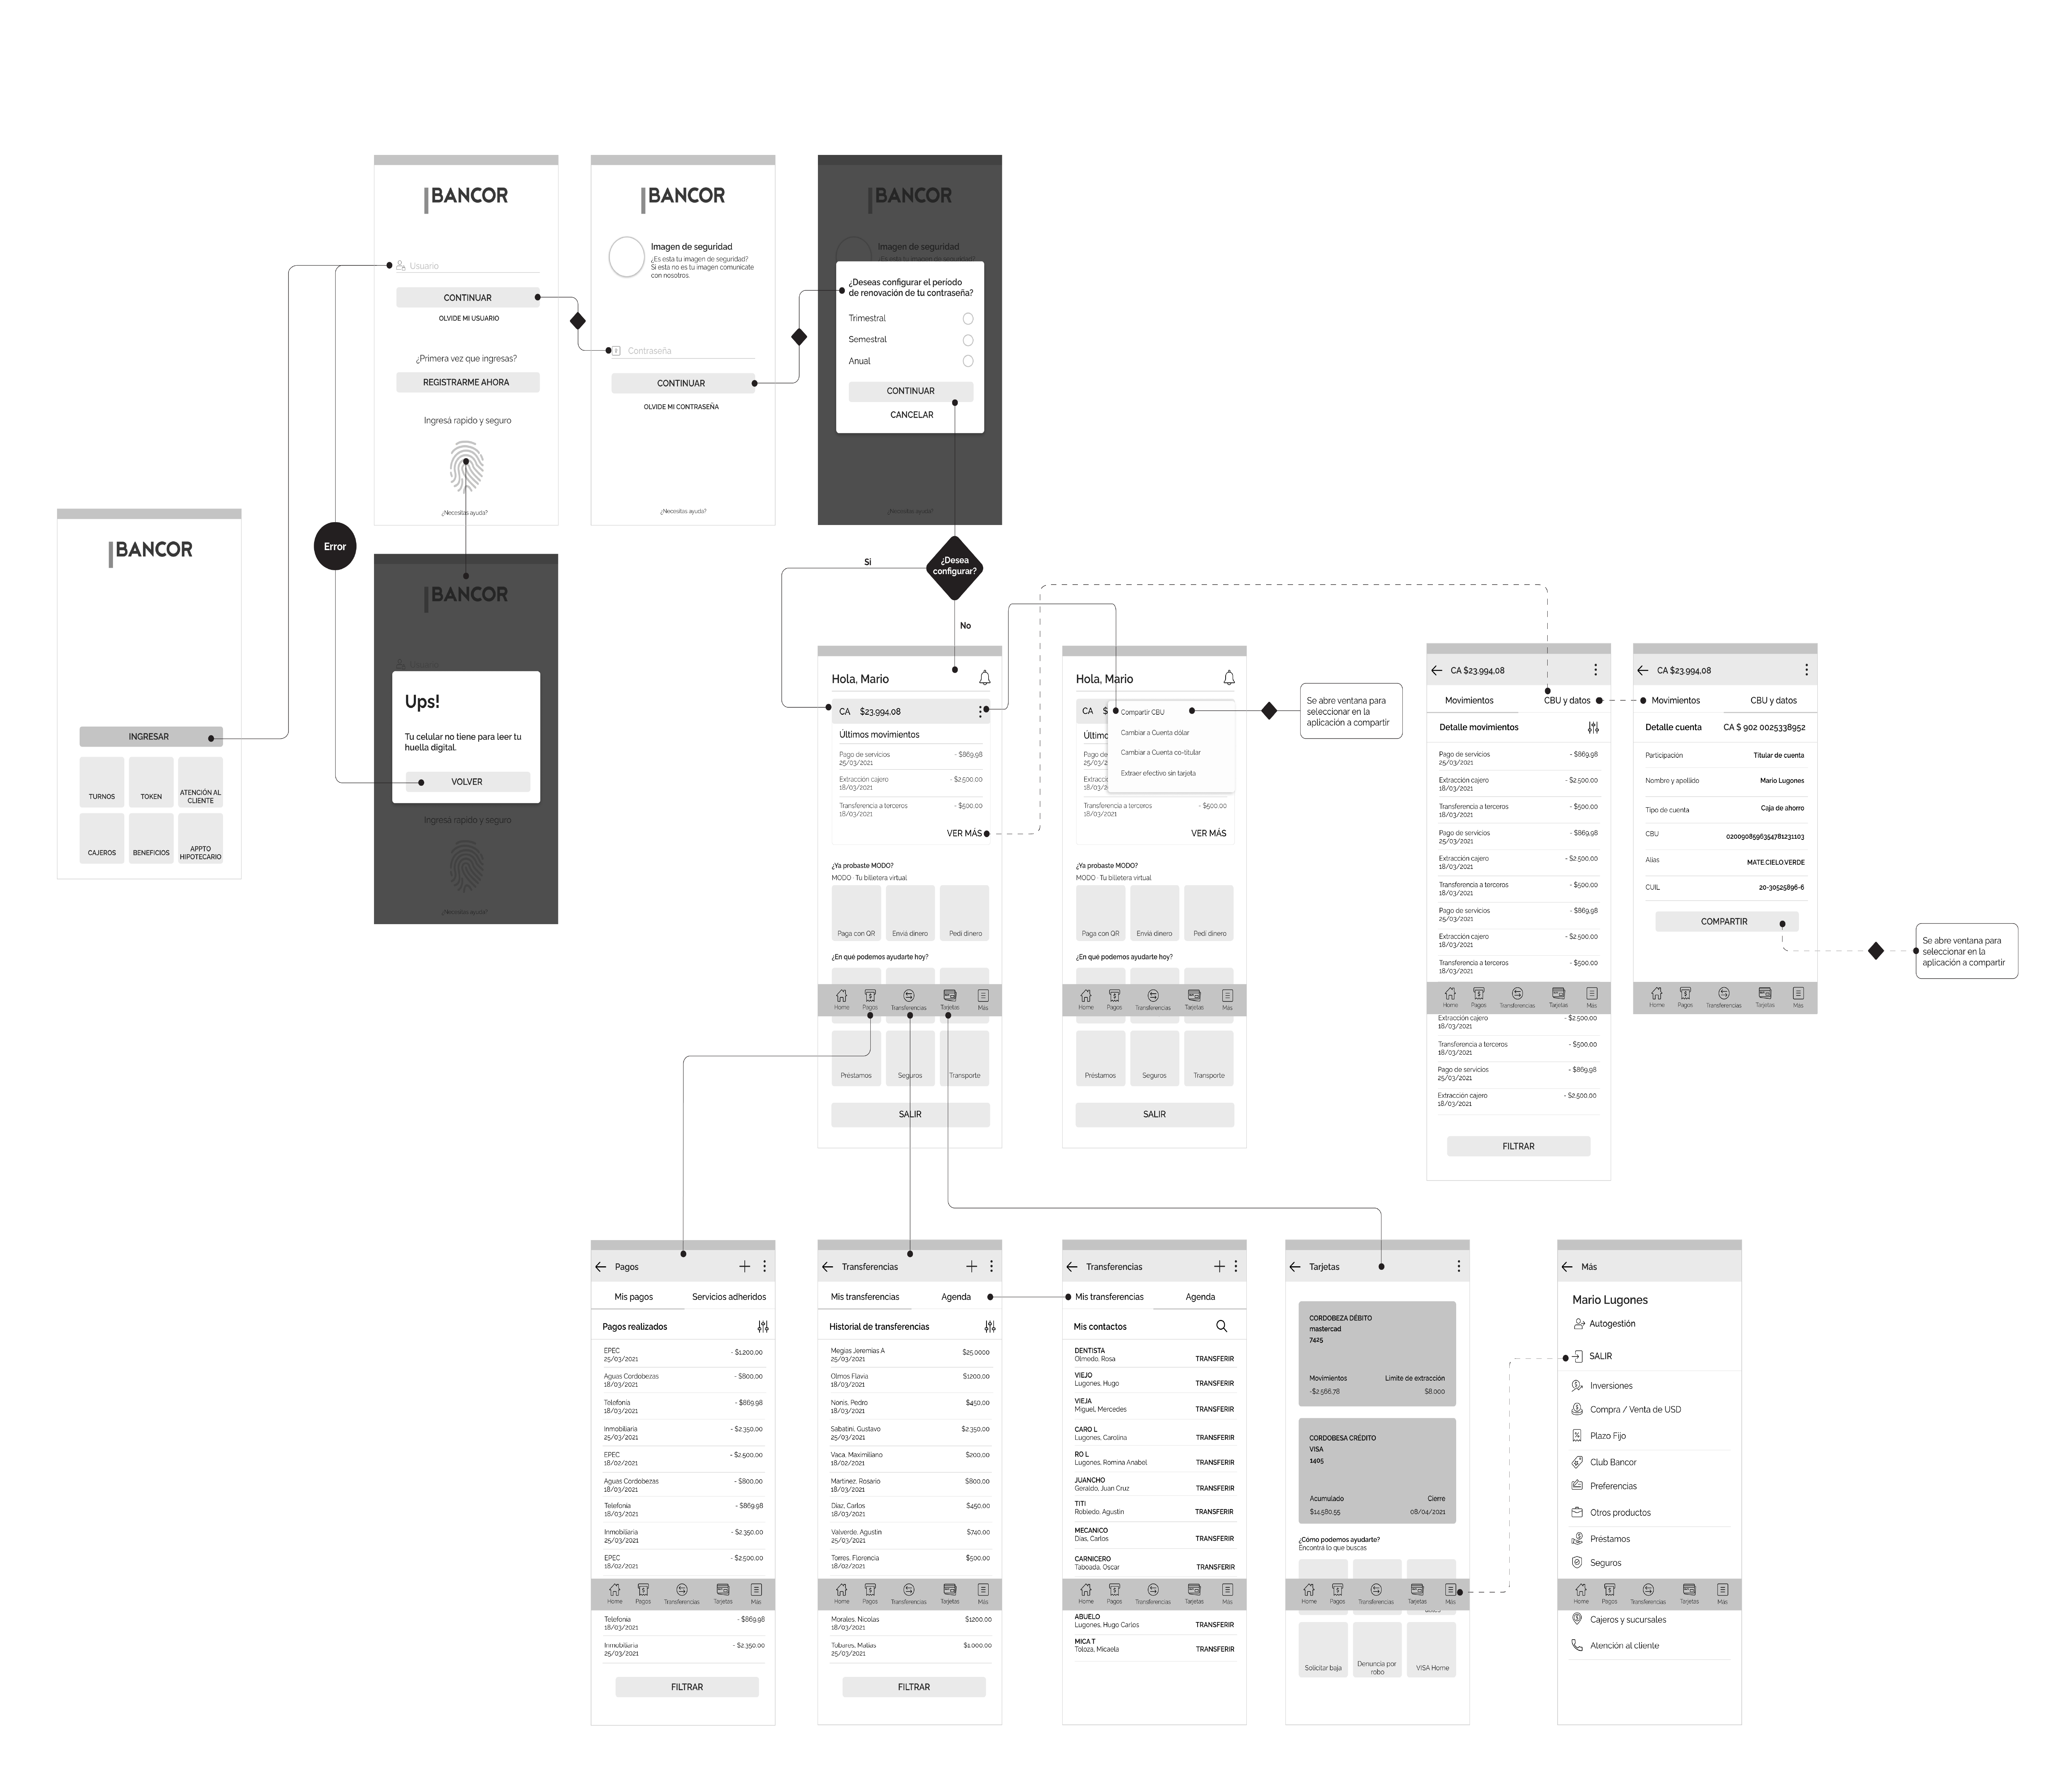 BANCOR
INGRESAR
TURNOS
TOKEN
ATENCIÓN AL
CLIENTE
CAJEROS
BENEFICIOS
APPTO
HIPOTECARIO
BANCOR
Usuario
CONTINUAR
OLVIDE MI USUARIO
¿Primera vez que ingresas?
REGISTRARME AHORA
Ingresá rapido y seguro
¿Necesitas ayuda?
Error
BANCOR
Usuario
Ups!
Tu celular no tiene para leer tu
huella digital.
VOLVER
Ingresá rapido y seguro
¿Necesitas ayuda?
BANCOR
Imagen de seguridad
¿Es esta tu imagen de seguridad?
Si esta no es tu imagen comunicate
con nosotros.
Contraseña
CONTINUAR
OLVIDE MI CONTRASEÑA
¿Necesitas ayuda?
BANCOR
Imagen de seguridad
¿Es esta tu imagen de seguridad?
¿Deseas configurar el período
de renovación de tu contraseña?
Trimestral
Semestral
Anual
CONTINUAR
CANCELAR
¿Necesitas ayuda?
¿Desea
configurar?
Si
No
Hola, Mario
CA $23.994,08
Últimos movimientos
Pago de servicios - $869,98
25/03/2021
Extracción cajero - $2.500.00
18/03/2021
Transferencia a terceros - $500.00
18/03/2021
VER MÁS
¿Ya probaste MODO?
MODO · Tu billetera virtual
Paga con QR
Enviá dinero
Pedí dinero
¿En qué podemos ayudarte hoy?
Home
Pagos
Transferencias
Tarjetas
Más
Préstamos
Seguros
Transporte
SALIR
Hola, Mario
CA $
Compartir CBU
Cambiar a Cuenta dólar
Cambiar a Cuenta co-titular
Extraer efectivo sin tarjeta
Último
Pago de
25/03/2
Extracció
18/03/2
Transferencia a terceros - $500.00
18/03/2021
VER MÁS
¿Ya probaste MODO?
MODO · Tu billetera virtual
Paga con QR
Enviá dinero
Pedí dinero
¿En qué podemos ayudarte hoy?
Home
Pagos
Transferencias
Tarjetas
Más
Préstamos
Seguros
Transporte
SALIR
Se abre ventana para
seleccionar en la
aplicación a compartir
CA $23.994,08
Movimientos
CBU y datos
Detalle movimientos
Pago de servicios - $869,98
25/03/2021
Extracción cajero - $2.500.00
18/03/2021
Transferencia a terceros - $500.00
18/03/2021
Pago de servicios - $869,98
25/03/2021
Extracción cajero - $2.500.00
18/03/2021
Transferencia a terceros - $500.00
18/03/2021
Pago de servicios - $869,98
25/03/2021
Extracción cajero - $2.500.00
18/03/2021
Transferencia a terceros - $500.00
18/03/2021
Home
Pagos
Transferencias
Tarjetas
Más
Extracción cajero - $2.500,00
18/03/2021
Transferencia a terceros - $500.00
18/03/2021
Pago de servicios - $869,98
25/03/2021
Extracción cajero - $2.500.00
18/03/2021
FILTRAR
CA $23.994,08
Movimientos
CBU y datos
Detalle cuenta CA $ 902 0025338952
Participación Titular de cuenta
Nombre y apellido Mario Lugones
Tipo de cuenta Caja de ahorro
CBU 0200908596354781231103
Alias MATE.CIELO.VERDE
CUIL 20-30525896-6
COMPARTIR
Home
Pagos
Transferencias
Tarjetas
Más
Se abre ventana para
seleccionar en la
aplicación a compartir
Pagos
Mis pagos
Servicios adheridos
Pagos realizados
EPEC - $1.200.00
25/03/2021
Aguas Cordobezas - $800.00
18/03/2021
Telefonía - $869,98
18/03/2021
Inmobiliaria - $2.350.00
25/03/2021
EPEC - $2.500.00
18/02/2021
Aguas Cordobezas - $800.00
18/03/2021
Telefonía - $869,98
18/03/2021
Inmobiliaria - $2.350.00
25/03/2021
EPEC - $2.500.00
18/02/2021
Home
Pagos
Transferencias
Tarjetas
Más
Telefonía - $869,98
18/03/2021
Inmobiliaria - $2.350.00
25/03/2021
FILTRAR
Transferencias
Mis transferencias
Agenda
Historial de transferencias
Megias Jeremias A $25.0000
25/03/2021
Olmos Flavia $1200.00
18/03/2021
Nonis, Pedro $450,00
18/03/2021
Sabatini, Gustavo $2.350.00
25/03/2021
Vaca, Maximiliano $200.00
18/02/2021
Martinez, Rosario $800.00
18/03/2021
Díaz, Carlos $450,00
18/03/2021
Valverde, Agustín $740.00
25/03/2021
Torres, Florencia $500.00
18/02/2021
Home
Pagos
Transferencias
Tarjetas
Más
Morales, Nicolas $1200.00
18/03/2021
Tubares, Matías $1.000.00
25/03/2021
FILTRAR
Transferencias
Mis transferencias
Agenda
Mis contactos
DENTISTA
Olmedo, Rosa TRANSFERIR
VIEJO
Lugones, Hugo TRANSFERIR
VIEJA
Miguel, Mercedes TRANSFERIR
CARO L
Lugones, Carolina TRANSFERIR
RO L
Lugones, Romina Anabel TRANSFERIR
JUANCHO
Geraldo, Juan Cruz TRANSFERIR
TITI
Robledo, Agustin TRANSFERIR
MECANICO
Días, Carlos TRANSFERIR
CARNICERO
Taboada, Oscar TRANSFERIR
Home
Pagos
Transferencias
Tarjetas
Más
ABUELO
Lugones, Hugo Carlos TRANSFERIR
MICA T
Toloza, Micaela TRANSFERIR
Tarjetas
CORDOBEZA DÉBITO
mastercad
7425
Movimientos Límite de extracción
-$2.566,78 $8.000
CORDOBESA CRÉDITO
VISA
1405
Acumulado Cierre
$14.580,55 08/04/2021
¿Cómo podemos ayudarte?
Encontrá lo que buscas
Home
Pagos
Transferencias
Tarjetas
Más
Solicitar baja
Denuncia por
robo
VISA Home
Más
Mario Lugones
Autogestión
SALIR
Inversiones
Compra / Venta de USD
Plazo Fijo
Club Bancor
Preferencias
Otros productos
Préstamos
Seguros
Home
Pagos
Transferencias
Tarjetas
Más
Cajeros y sucursales
Atención al cliente